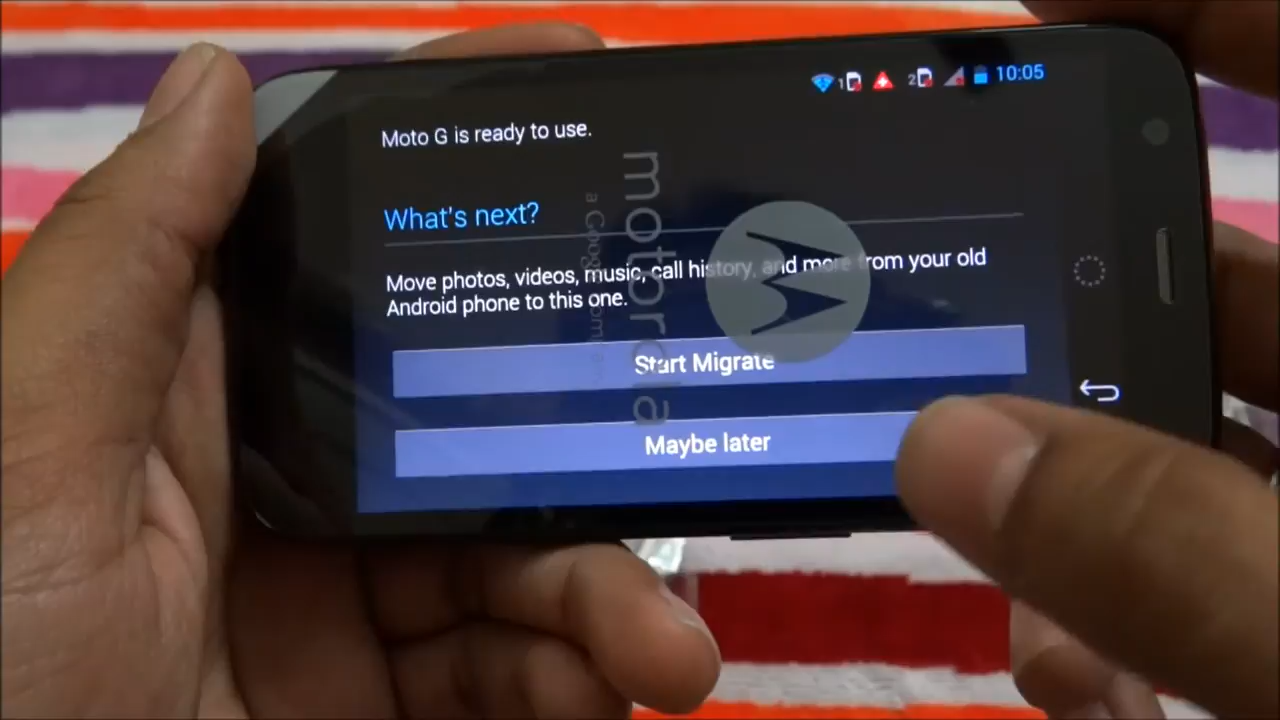 10:05
Moto G is ready to use.
What's next?
Move photos, videos, music, call history, and more from your old
Android phone to this one.
Start Migrate
Maybe later
motorola
a Goog